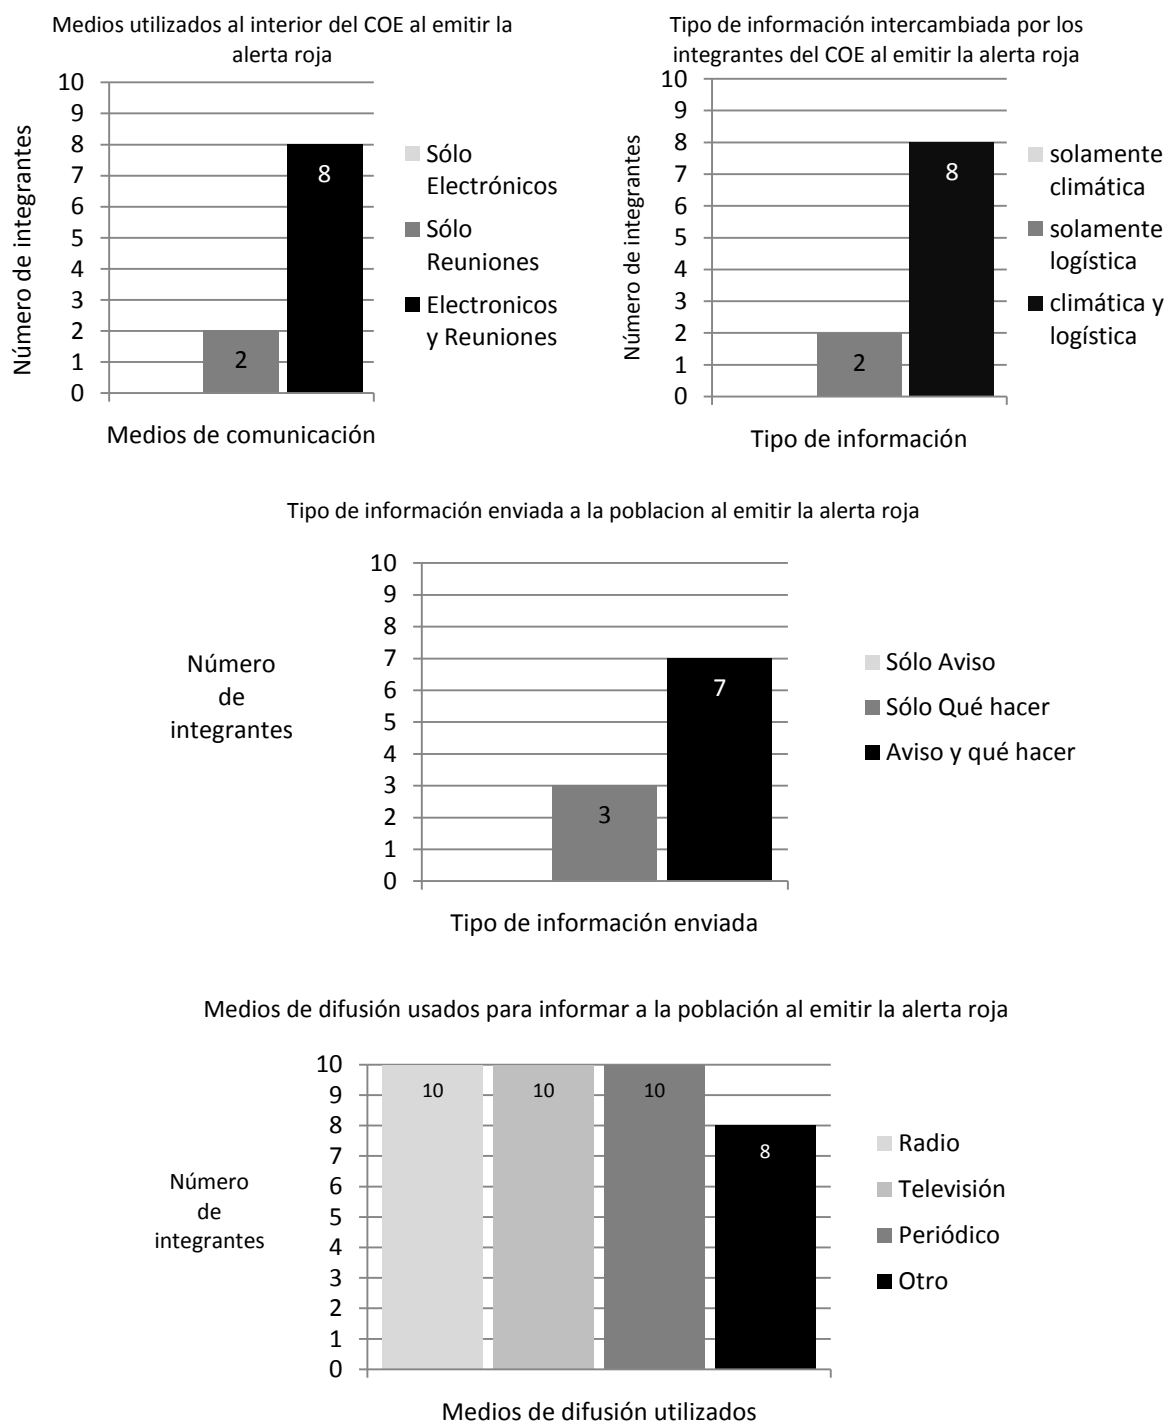 Medios utilizados al interior del COE al emitir la
alerta roja
10
9
8
7
6
5
4
3
2
1
0
Número de integrantes
2
8
Medios de comunicación
Sólo
Electrónicos
Sólo
Reuniones
Electronicos
y Reuniones
Tipo de información intercambiada por los
integrantes del COE al emitir la alerta roja
10
9
8
7
6
5
4
3
2
1
0
Número de integrantes
2
8
Tipo de información
solamente
climática
solamente
logística
climática y
logística
Tipo de información enviada a la poblacion al emitir la alerta roja
10
9
8
7
6
5
4
3
2
1
0
Número
de
integrantes
3
7
Tipo de información enviada
Sólo Aviso
Sólo Qué hacer
Aviso y qué hacer
Medios de difusión usados para informar a la población al emitir la alerta roja
10
9
8
7
6
5
4
3
2
1
0
Número
de
integrantes
10
10
10
8
Medios de difusión utilizados
Radio
Televisión
Periódico
Otro